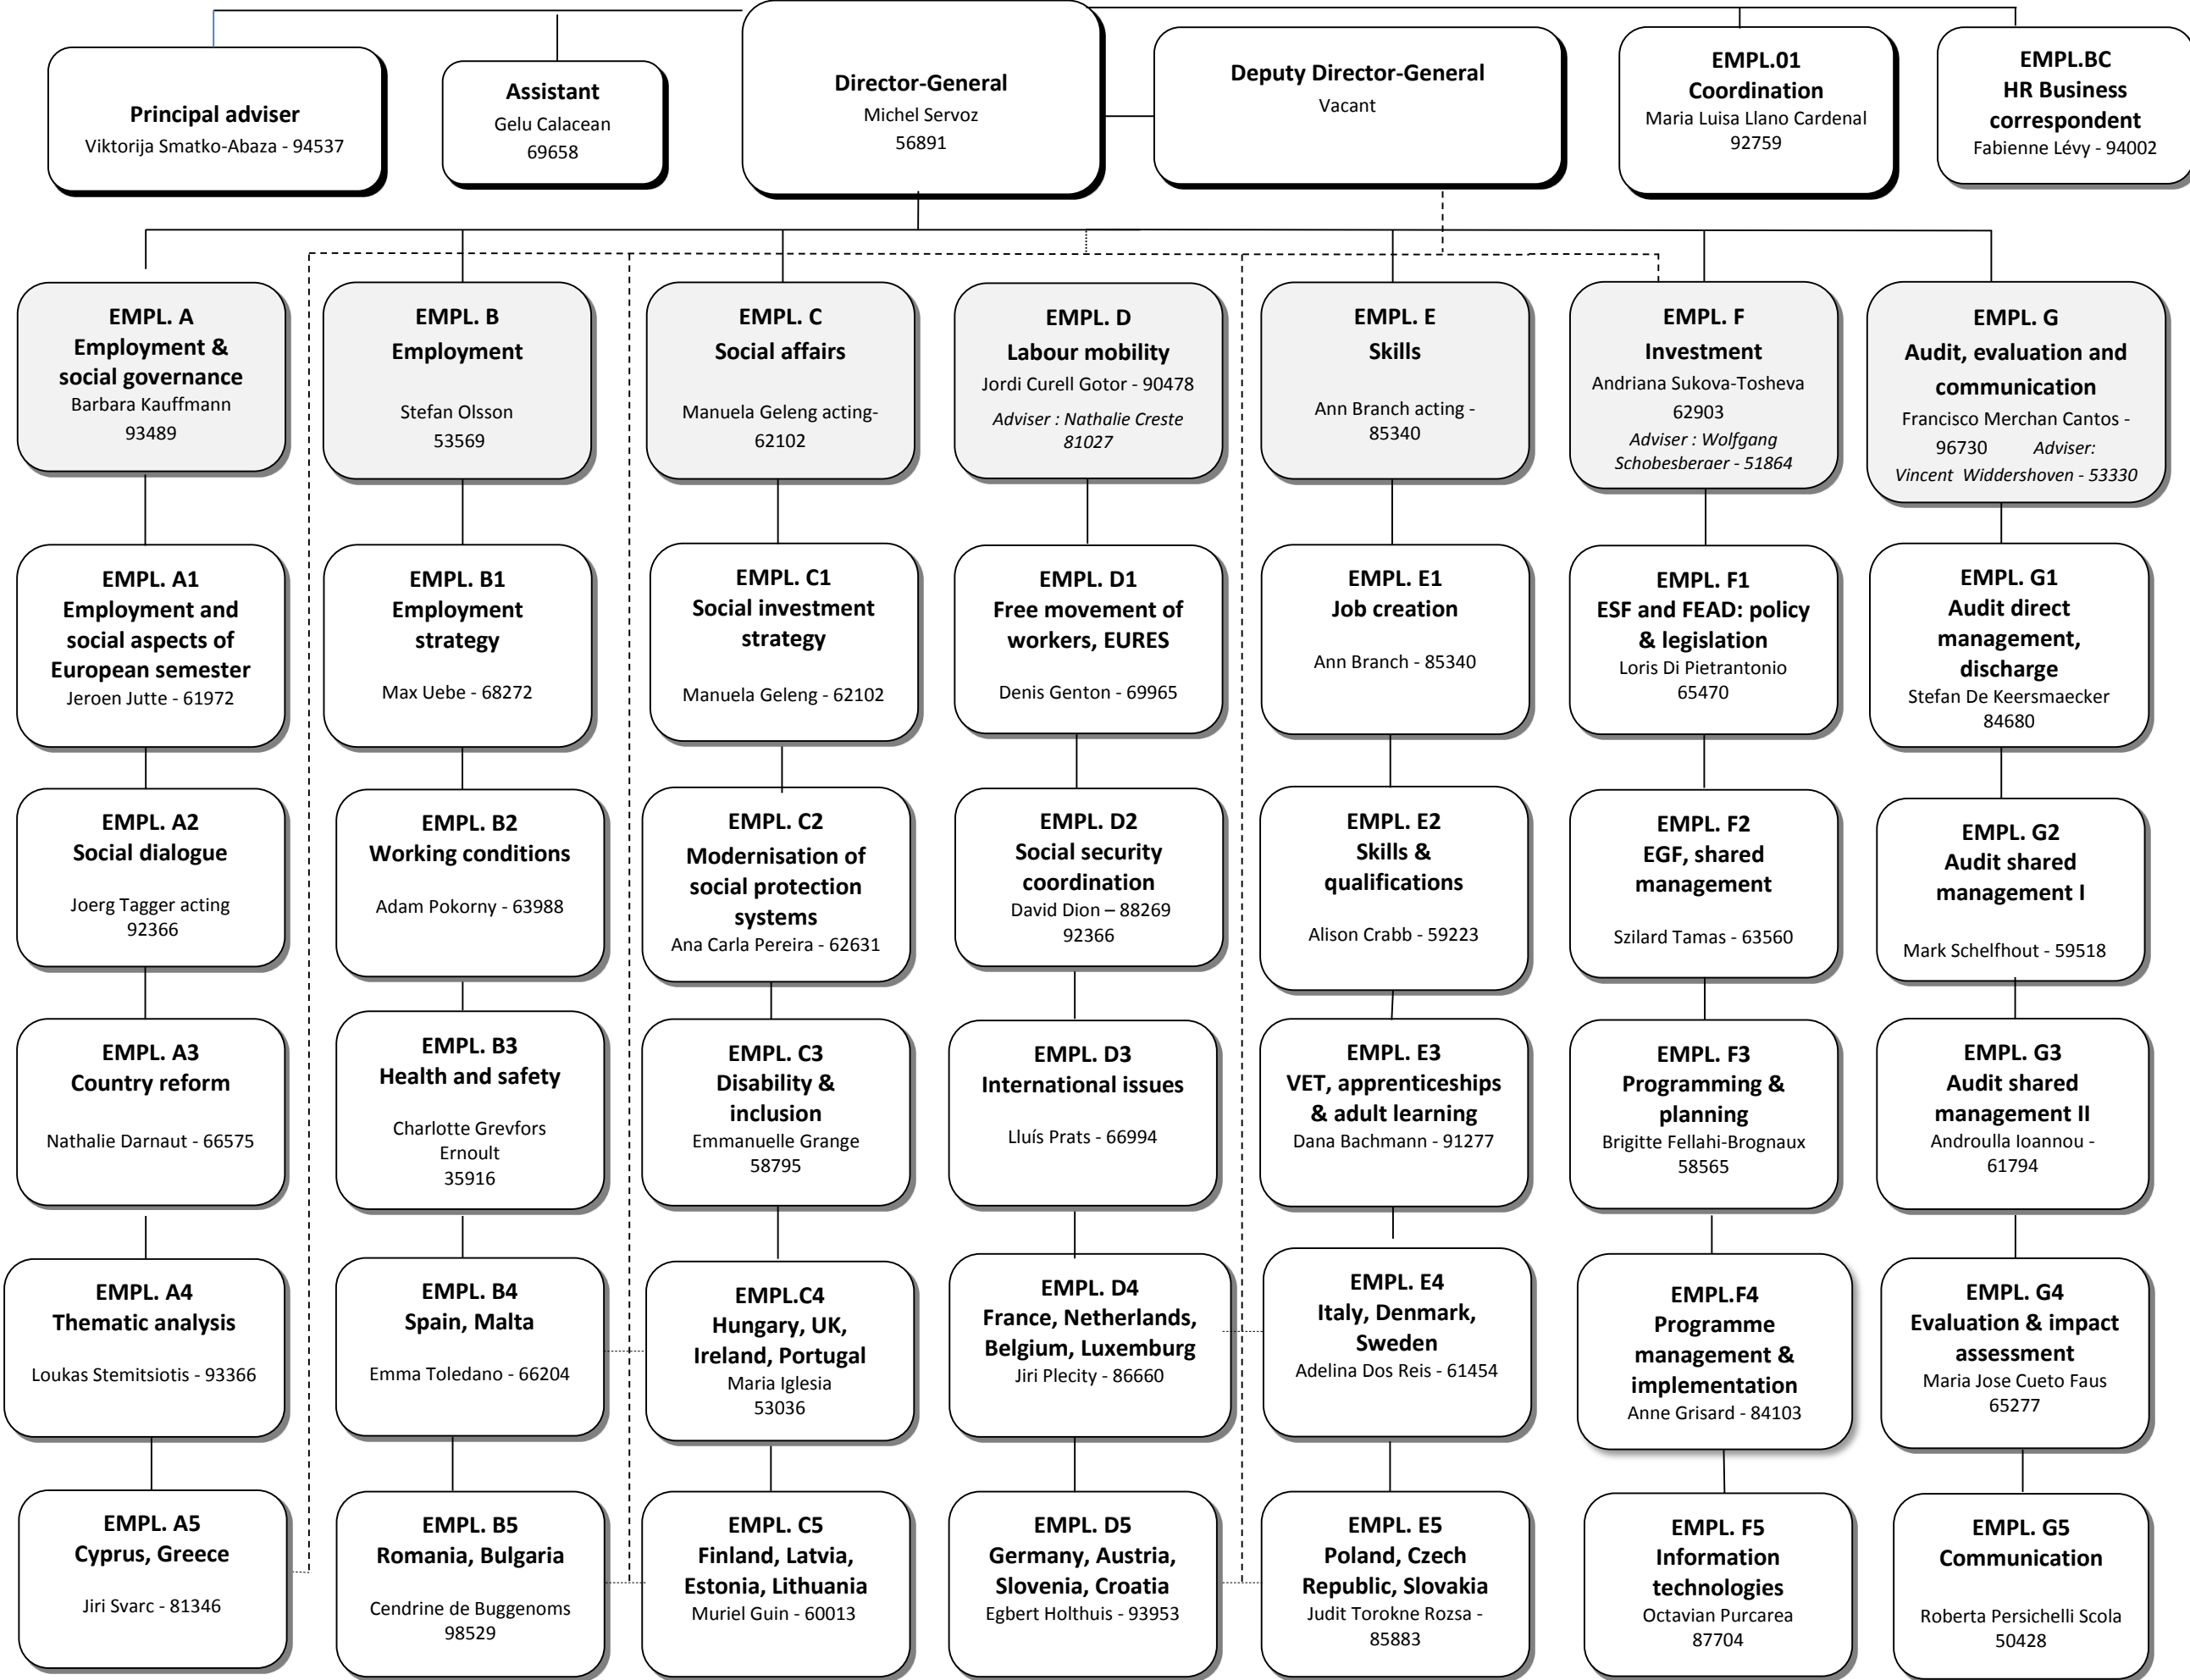 Principal adviser
Viktorija Smatko-Abaza - 94537
Assistant
Gelu Calacean
69658
Director-General
Michel Servoz
56891
Deputy Director-General
Vacant
EMPL.01
Coordination
Maria Luisa Llano Cardenal
92759
EMPL.BC
HR Business
correspondent
Fabienne Lévy - 94002
EMPL. A
Employment &
social governance
Barbara Kauffmann
93489
EMPL. B
Employment
Stefan Olsson
53569
EMPL. C
Social affairs
Manuela Geleng acting-
62102
EMPL. D
Labour mobility
Jordi Curell Gotor - 90478
Adviser : Nathalie Creste
81027
EMPL. E
Skills
Ann Branch acting -
85340
EMPL. F
Investment
Andriana Sukova-Tosheva
62903
Adviser : Wolfgang
Schobesberger - 51864
EMPL. G
Audit, evaluation and
communication
Francisco Merchan Cantos -
96730 Adviser:
Vincent Widdershoven - 53330
EMPL. A1
Employment and
social aspects of
European semester
Jeroen Jutte - 61972
EMPL. B1
Employment
strategy
Max Uebe - 68272
EMPL. C1
Social investment
strategy
Manuela Geleng - 62102
EMPL. D1
Free movement of
workers, EURES
Denis Genton - 69965
EMPL. E1
Job creation
Ann Branch - 85340
EMPL. F1
ESF and FEAD: policy
& legislation
Loris Di Pietrantonio
65470
EMPL. G1
Audit direct
management,
discharge
Stefan De Keersmaecker
84680
EMPL. A2
Social dialogue
Joerg Tagger acting
92366
EMPL. B2
Working conditions
Adam Pokorny - 63988
EMPL. C2
Modernisation of
social protection
systems
Ana Carla Pereira - 62631
EMPL. D2
Social security
coordination
David Dion – 88269
92366
EMPL. E2
Skills &
qualifications
Alison Crabb - 59223
EMPL. F2
EGF, shared
management
Szilard Tamas - 63560
EMPL. G2
Audit shared
management I
Mark Schelfhout - 59518
EMPL. A3
Country reform
Nathalie Darnaut - 66575
EMPL. B3
Health and safety
Charlotte Grevfors
Ernoult
35916
EMPL. C3
Disability &
inclusion
Emmanuelle Grange
58795
EMPL. D3
International issues
Lluís Prats - 66994
EMPL. E3
VET, apprenticeships
& adult learning
Dana Bachmann - 91277
EMPL. F3
Programming &
planning
Brigitte Fellahi-Brognaux
58565
EMPL. G3
Audit shared
management II
Androulla Ioannou -
61794
EMPL. A4
Thematic analysis
Loukas Stemitsiotis - 93366
EMPL. B4
Spain, Malta
Emma Toledano - 66204
EMPL.C4
Hungary, UK,
Ireland, Portugal
Maria Iglesia
53036
EMPL. D4
France, Netherlands,
Belgium, Luxemburg
Jiri Plecity - 86660
EMPL. E4
Italy, Denmark,
Sweden
Adelina Dos Reis - 61454
EMPL.F4
Programme
management &
implementation
Anne Grisard - 84103
EMPL. G4
Evaluation & impact
assessment
Maria Jose Cueto Faus
65277
EMPL. A5
Cyprus, Greece
Jiri Svarc - 81346
EMPL. B5
Romania, Bulgaria
Cendrine de Buggenoms
98529
EMPL. C5
Finland, Latvia,
Estonia, Lithuania
Muriel Guin - 60013
EMPL. D5
Germany, Austria,
Slovenia, Croatia
Egbert Holthuis - 93953
EMPL. E5
Poland, Czech
Republic, Slovakia
Judit Torokne Rozsa -
85883
EMPL. F5
Information
technologies
Octavian Purcarea
87704
EMPL. G5
Communication
Roberta Persichelli Scola
50428